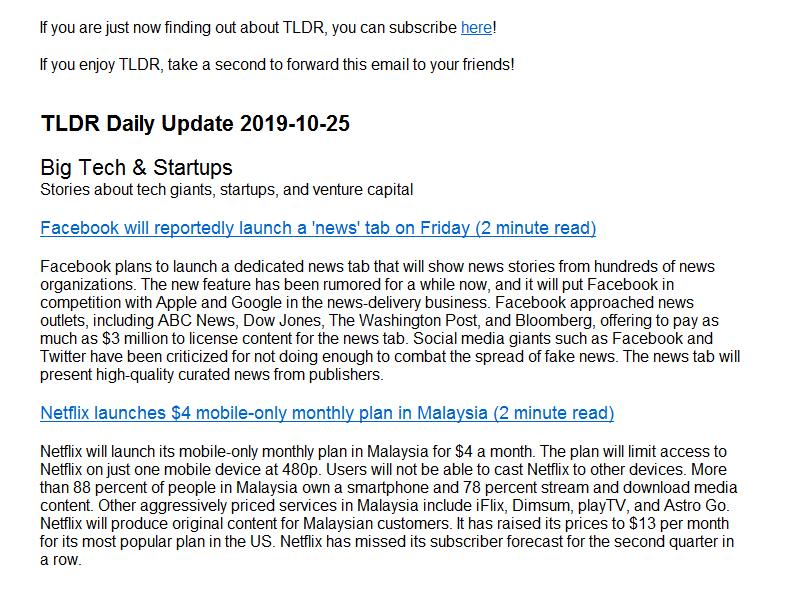 If you are just now finding out about TLDR, you can subscribe here!
If you enjoy TLDR, take a second to forward this email to your friends!
TLDR Daily Update 2019-10-25
Big Tech & Startups
Stories about tech giants, startups, and venture capital
Facebook will reportedly launch a 'news' tab on Friday (2 minute read)
Facebook plans to launch a dedicated news tab that will show news stories from hundreds of news
organizations. The new feature has been rumored for a while now, and it will put Facebook in
competition with Apple and Google in the news-delivery business. Facebook approached news
outlets, including ABC News, Dow Jones, The Washington Post, and Bloomberg, offering to pay as
much as $3 million to license content for the news tab. Social media giants such as Facebook and
Twitter have been criticized for not doing enough to combat the spread of fake news. The news tab will
present high-quality curated news from publishers.
Netflix launches $4 mobile-only monthly plan in Malaysia (2 minute read)
Netflix will launch its mobile-only monthly plan in Malaysia for $4 a month. The plan will limit access to
Netflix on just one mobile device at 480p. Users will not be able to cast Netflix to other devices. More
than 88 percent of people in Malaysia own a smartphone and 78 percent stream and download media
content. Other aggressively priced services in Malaysia include iFlix, Dimsum, playTV, and Astro Go.
Netflix will produce original content for Malaysian customers. It has raised its prices to $13 per month
for its most popular plan in the US. Netflix has missed its subscriber forecast for the second quarter in
a row.